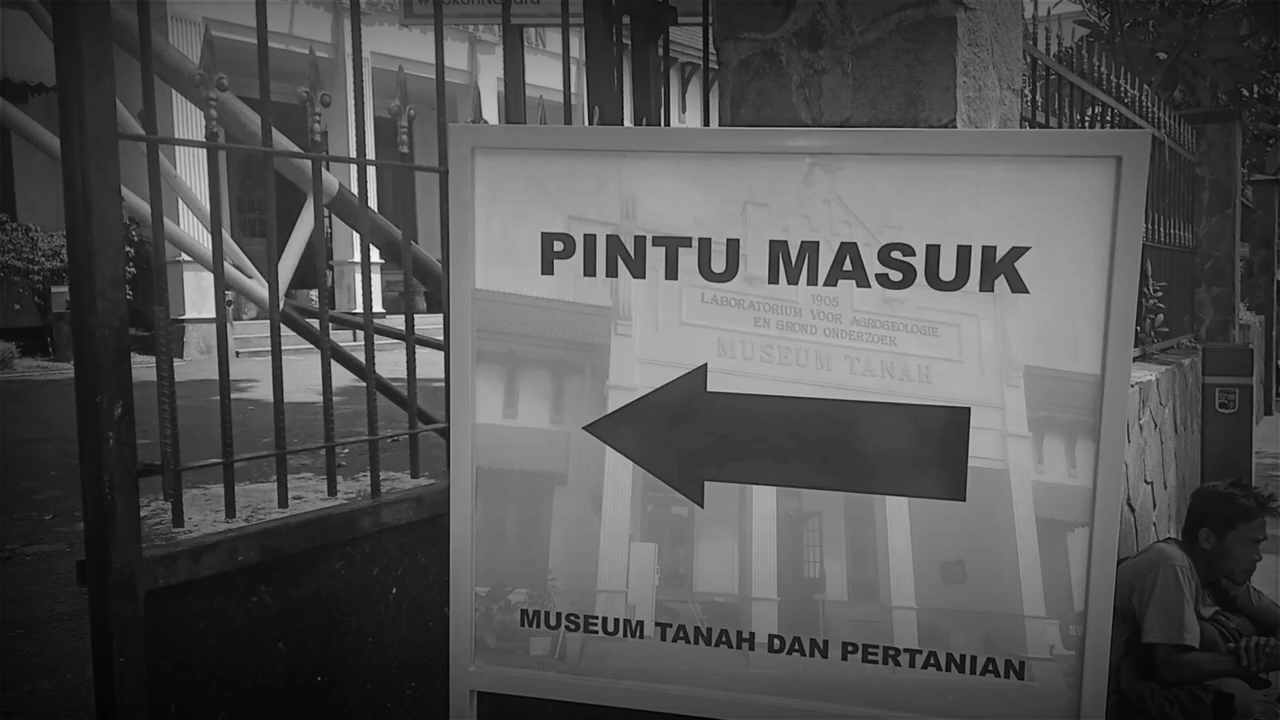 PINTU MASUK
1905
LABORATORIUM VOOR AGROGEOLOGIE
EN GROND ONDERZOEK
MUSEUM TANAH
MUSEUM TANAH DAN PERTANIAN